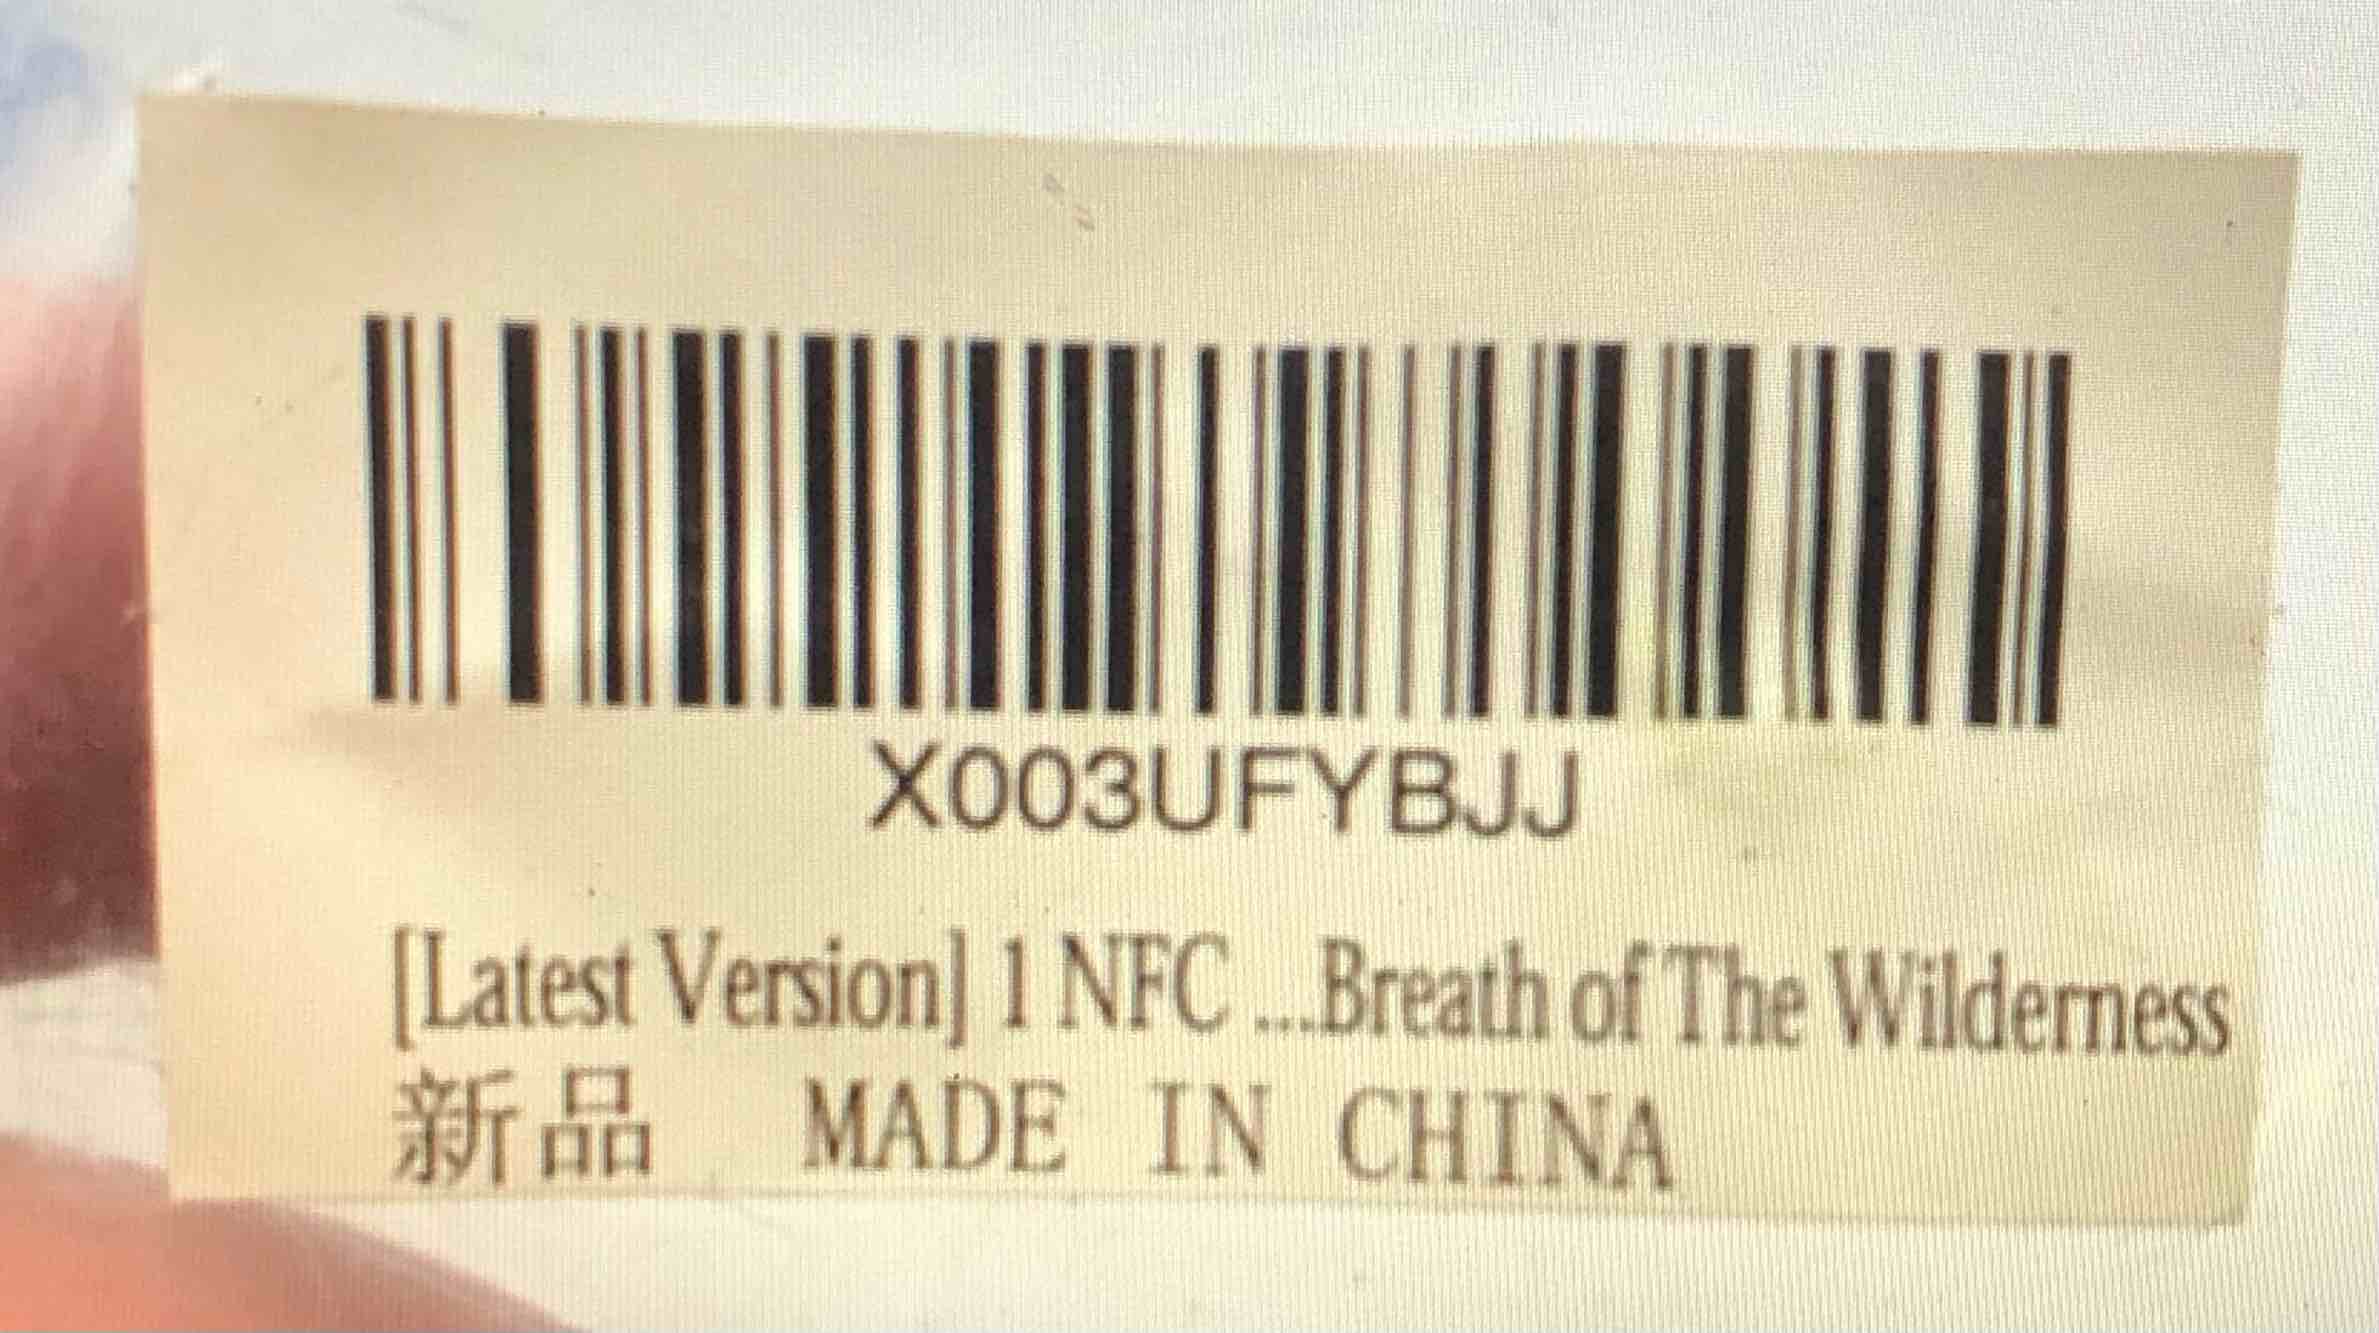 X003UFYBJJ
[Latest Version] 1 NFC ...Breath of The Wilderness
新品 MADE IN CHINA